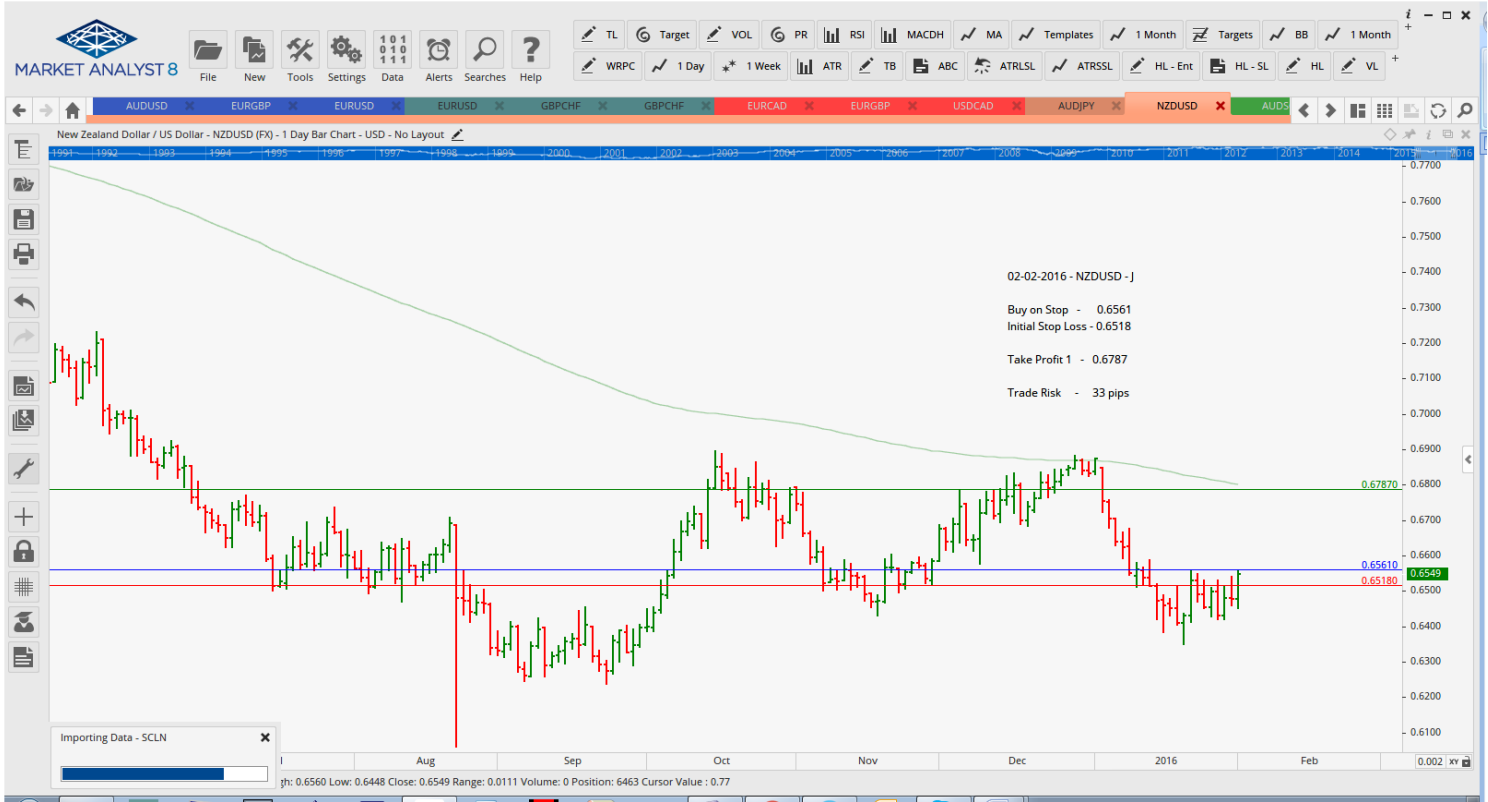 i
TL Target VOL PR RSI MACDH MA Templates 1 Month Targets BB 1 Month
WRPC 1 Day 1 Week ATR TB ABC ATRLSL ATRSSL HL - Ent HL - SL HL VL
MARKET ANALYST 8
101
010
111
File New Tools Settings Data Alerts Searches Help
AUDUSD EURGBP EURUSD EURUSD GBPCHF GBPCHF EURCAD EURGBP USDCAD AUDJPY NZDUSD AUDS
New Zealand Dollar / US Dollar - NZDUSD (FX) - 1 Day Bar Chart - USD - No Layout
1991 1992 1993 1994 1995 1996 1997 1998 1999 2000 2001 2002 2003 2004 2005 2006 2007 2008 2009 2010 2011 2012 2013 2014 2015 2016
0.7700
0.7600
0.7500
0.7400
0.7300
0.7200
0.7100
0.7000
0.6900
0.6800
0.6700
0.6600
0.6500
0.6400
0.6300
0.6200
0.6100
02-02-2016 - NZDUSD - J
Buy on Stop - 0.6561
Initial Stop Loss - 0.6518
Take Profit 1 - 0.6787
Trade Risk - 33 pips
0.67870
0.65610
0.6549
0.65180
Importing Data - SCLN
Aug Sep Oct Nov Dec 2016 Feb 0.002 XY
gh: 0.6560 Low: 0.6448 Close: 0.6549 Range: 0.0111 Volume: 0 Position: 6463 Cursor Value : 0.77